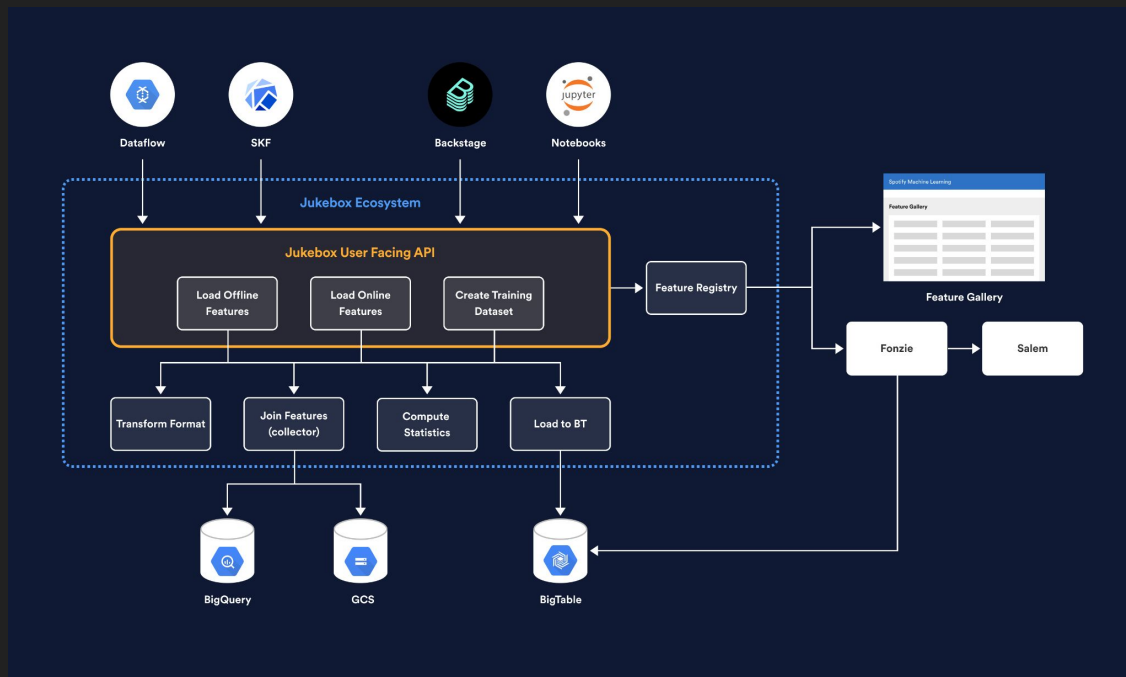 jupyter
Dataflow
SKF
Backstage
Notebooks
Jukebox Ecosystem
Jukebox User Facing API
Load Offline
Features
Load Online
Features
Create Training
Dataset
Feature Registry
Spotify Machine Learning
Feature Gallery
Feature Gallery
Fonzie
Salem
Transform Format
Join Features
(collector)
Compute
Statistics
Load to BT
BigQuery
GCS
BigTable